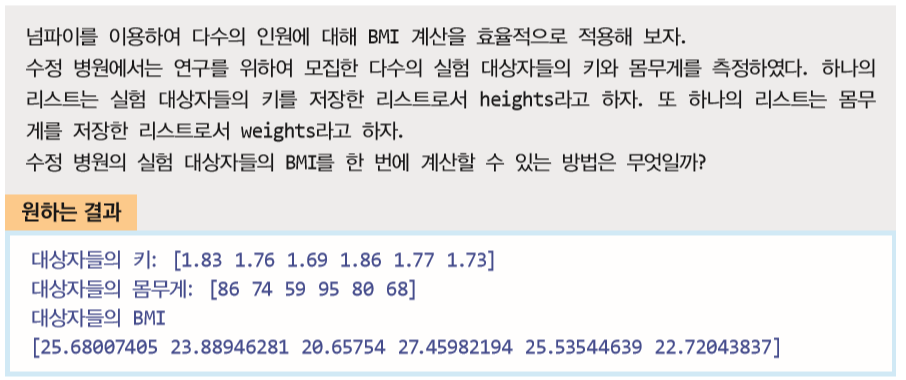 넘파이를 이용하여 다수의 인원에 대해 BMI 계산을 효율적으로 적용해 보자.
수정 병원에서는 연구를 위하여 모집한 다수의 실험 대상자들의 키와 몸무게를 측정하였다. 하나의
리스트는 실험 대상자들의 키를 저장한 리스트로서 heights라고 하자. 또 하나의 리스트는 몸무
게를 저장한 리스트로서 weights라고 하자.
수정 병원의 실험 대상자들의 BMI를 한 번에 계산할 수 있는 방법은 무엇일까?
원하는 결과
대상자들의 키: [1.83 1.76 1.69 1.86 1.77 1.73]
대상자들의 몸무게: [86 74 59 95 80 68]
대상자들의 BMI
[25.68007405 23.88946281 20.65754 27.45982194 25.53544639 22.72043837]